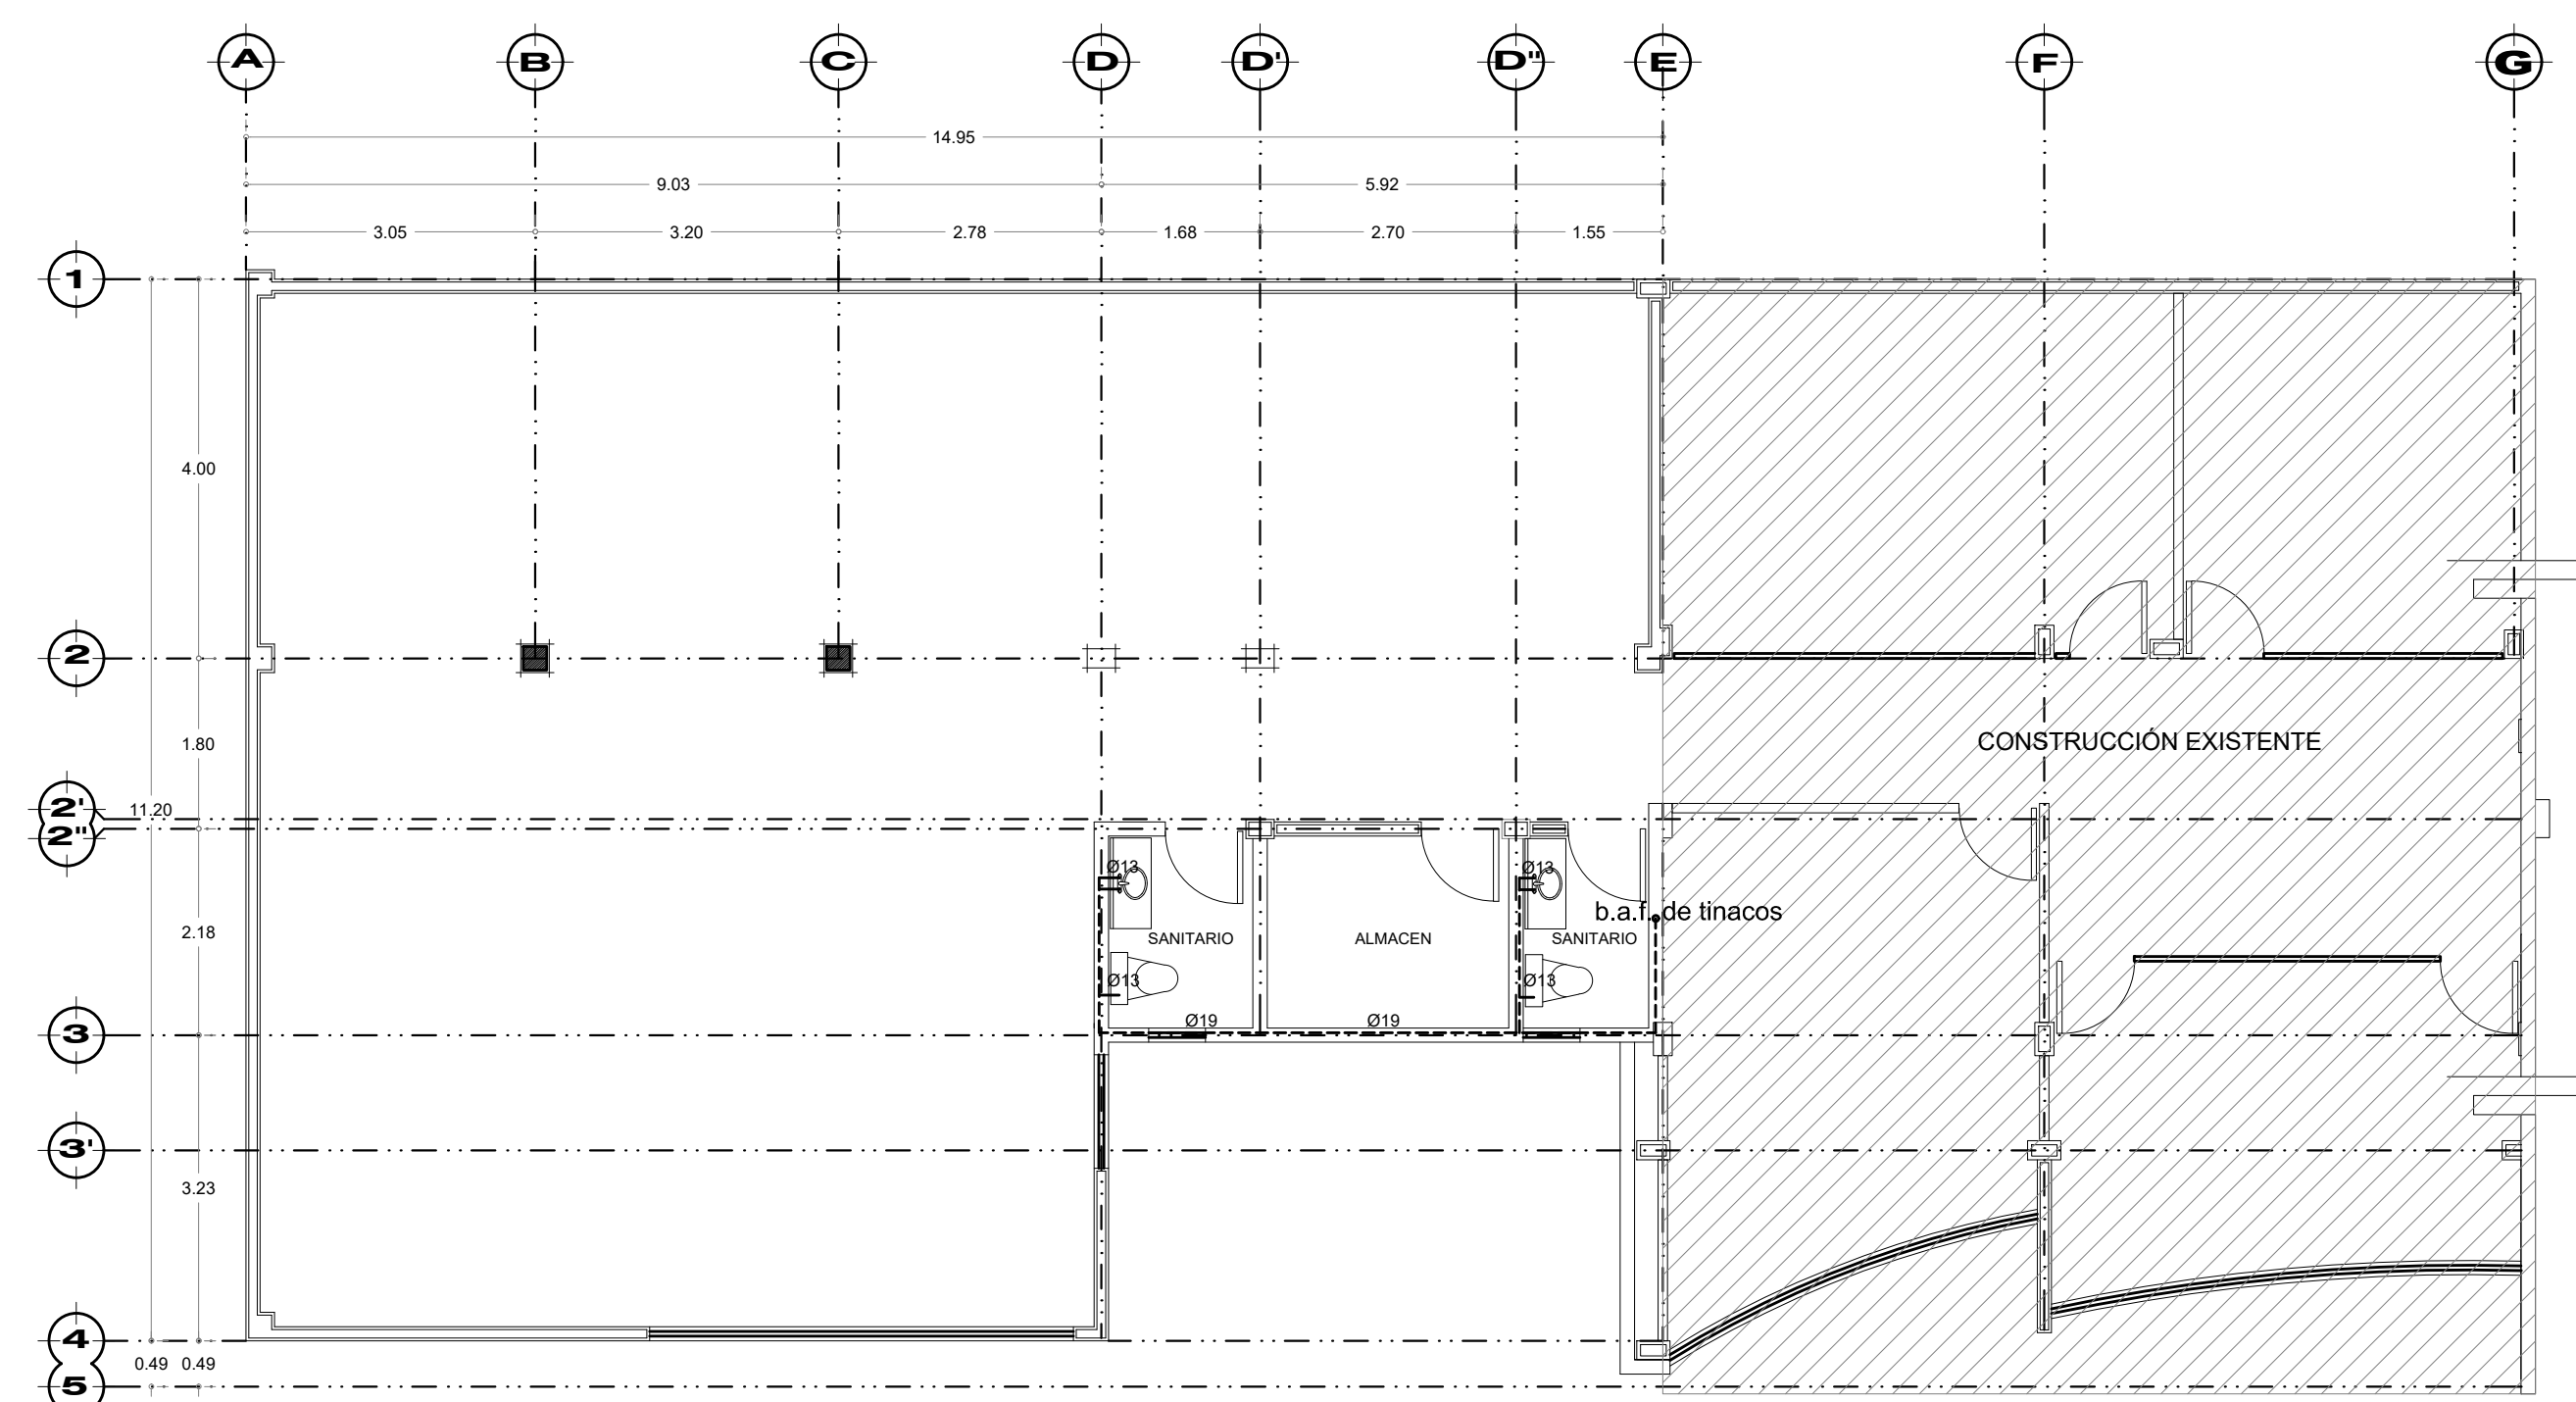 A B C D D' D" E F G
14.95
9.03 5.92
3.05 3.20 2.78 1.68 2.70 1.55
1
4.00
2
CONSTRUCCIÓN EXISTENTE
1.80
2'
11.20
2"
Ø13 Ø13
b.a.f. de tinacos
2.18
SANITARIO ALMACEN SANITARIO
Ø13 Ø13
Ø19 Ø19
3
3'
3.23
4
0.49 0.49
5